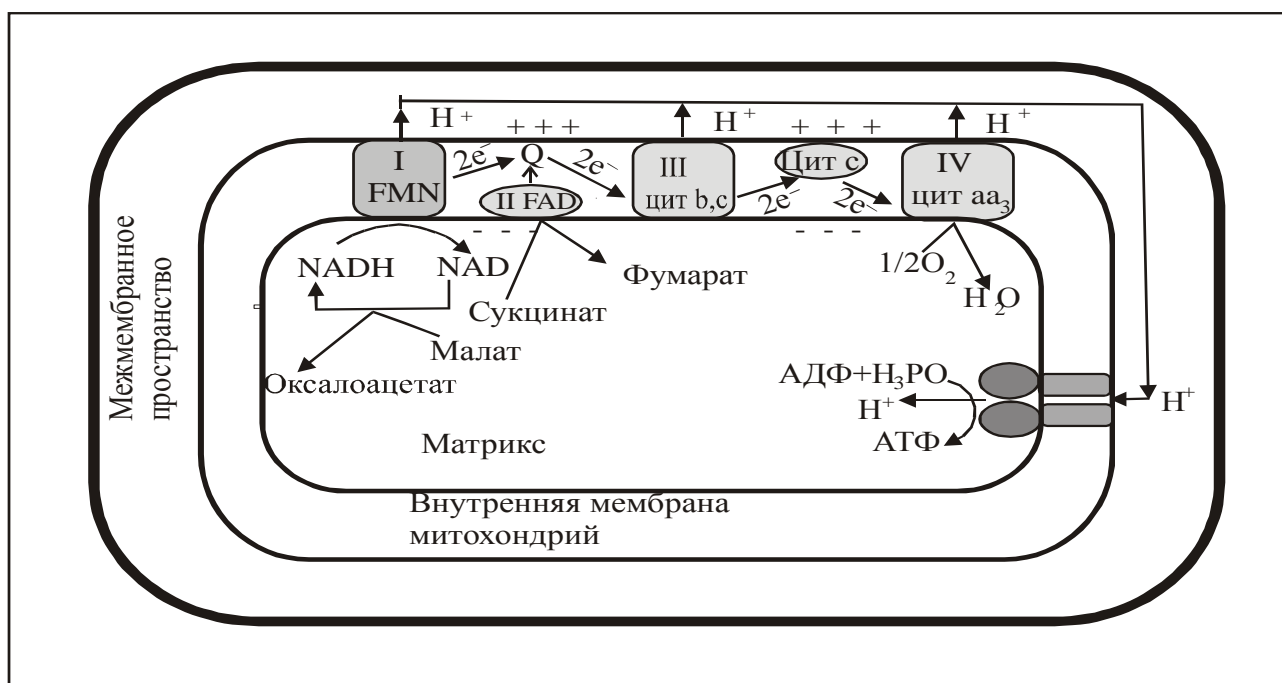 Межмембранное
пространство
H+
+ + +
H+
+ + +
H+
I
FMN
2e-
Q
2e-
II FAD
III
цит b,c
2e-
Цит c
2e-
IV
цит aa3
- - -
- - -
NADH
NAD
Сукцинат
Фумарат
1/2O2
H2O
Малат
Оксалоацетат
АДФ+H3PO
H+
АТФ
H+
Матрикс
Внутренняя мембрана
митохондрий